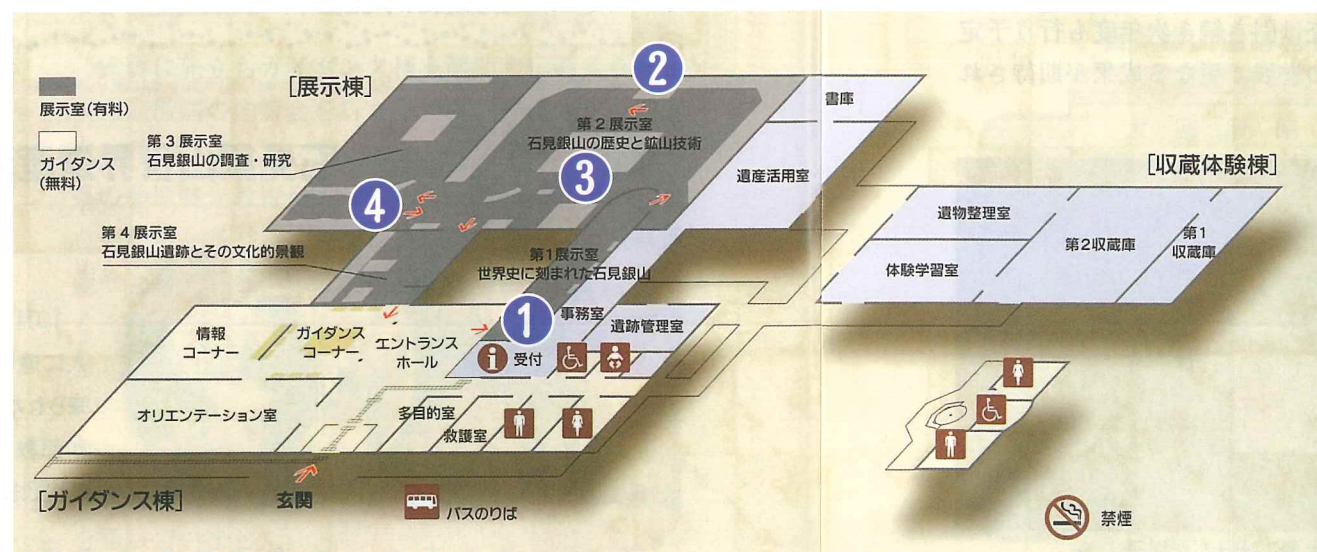 [展示棟]
展示室(有料)
ガイダンス
(無料)
第3展示室
石見銀山の調査・研究
第4展示室
石見銀山遺跡とその文化的景観
2
第2展示室
石見銀山の歴史と鉱山技術
3
4
第1展示室
世界史に刻まれた石見銀山
1
書庫
遺産活用室
[収蔵体験棟]
遺物整理室
体験学習室
第2収蔵庫
第1
収蔵庫
事務室
遺跡管理室
情報
コーナー
ガイダンス
コーナー
エントランス
ホール
i 受付
オリエンテーション室
多目的室
救護室
[ガイダンス棟]
玄関
バスのりば
禁煙